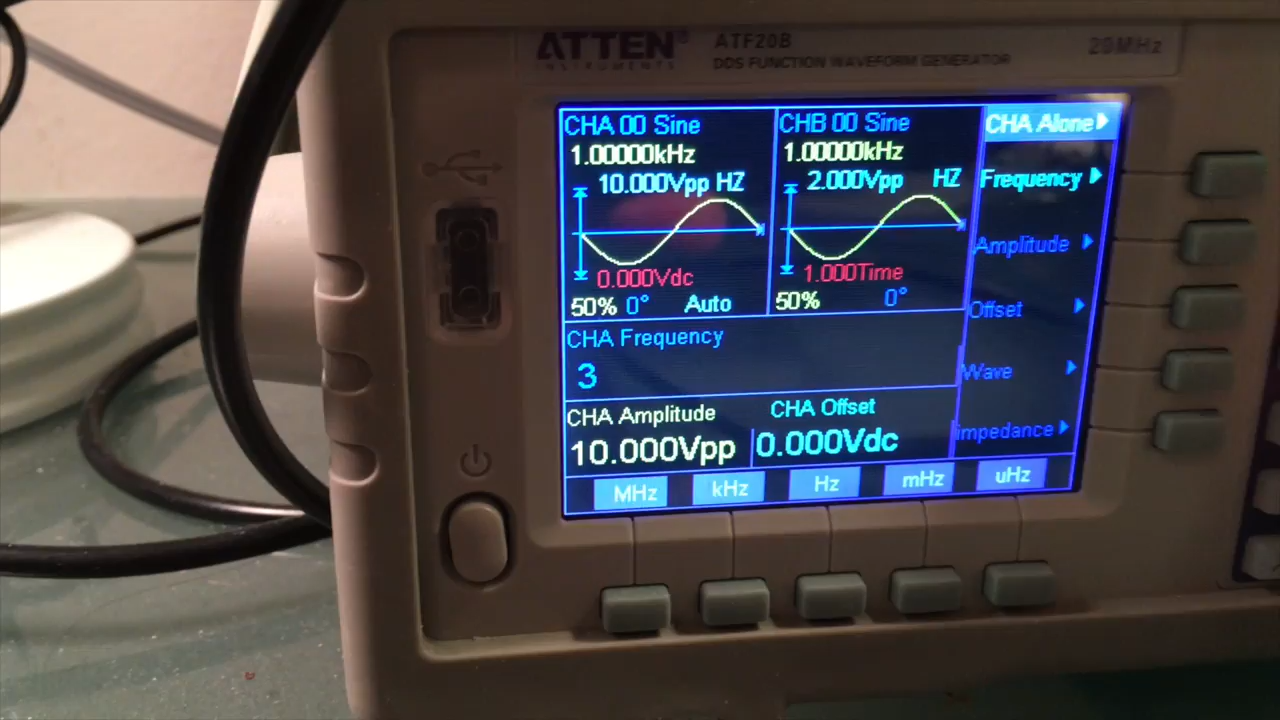 ATTEN®
INSTRUMENTS
ATF20B
DDS FUNCTION WAVEFORM GENERATOR
20MHz
CHA 00 Sine
1.00000kHz
10.000Vpp HZ
0.000Vdc
50% 0° Auto
CHB 00 Sine
1.00000kHz
2.000Vpp HZ
1.000Time
50% 0°
CHA Alone
Frequency
Amplitude
Offset
Wave
impedance
CHA Frequency
3
CHA Amplitude
10.000Vpp
CHA Offset
0.000Vdc
MHz kHz Hz mHz uHz